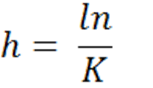 h = ln / K